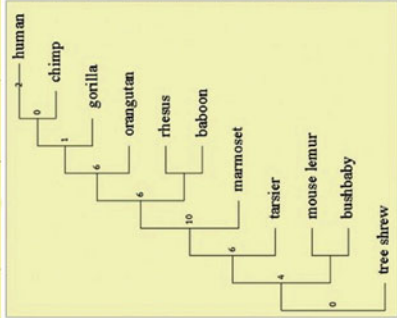 human
2
chimp
0
gorilla
1
orangutan
6
rhesus
baboon
6
marmoset
10
tarsier
6
mouse lemur
bushbaby
4
tree shrew
0